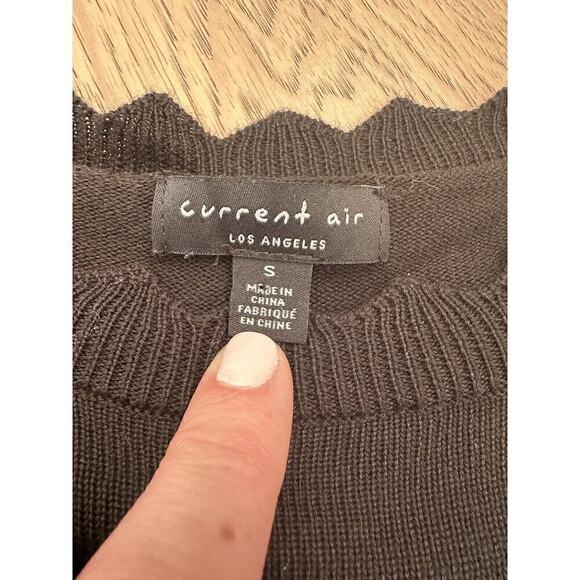 current air
LOS ANGELES
S
MADE IN
CHINA
FABRIQUÉ
EN CHINE